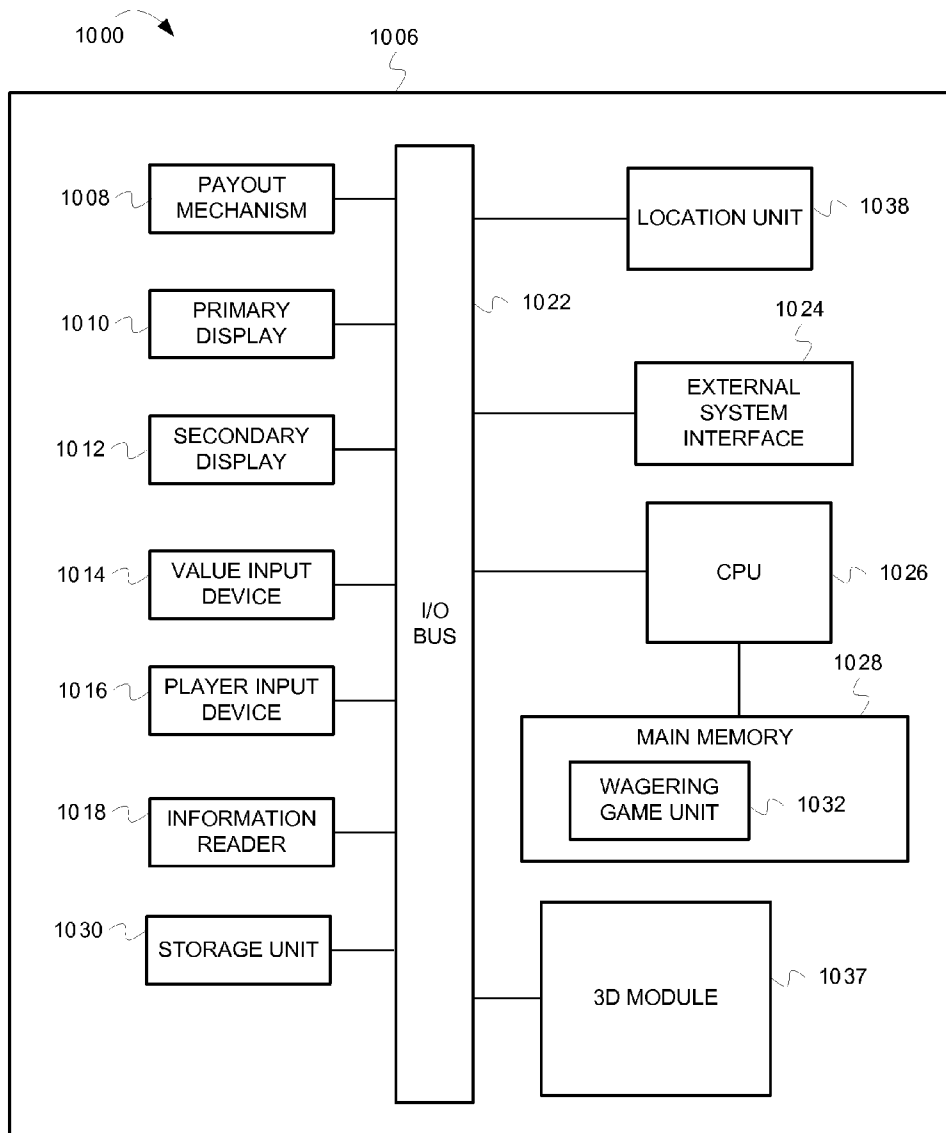 1000
1006
1008
PAYOUT
MECHANISM
1010
PRIMARY
DISPLAY
1012
SECONDARY
DISPLAY
1014
VALUE INPUT
DEVICE
1016
PLAYER INPUT
DEVICE
1018
INFORMATION
READER
1030
STORAGE UNIT
I/O
BUS
1022
LOCATION UNIT
1038
1024
EXTERNAL
SYSTEM
INTERFACE
CPU
1026
1028
MAIN MEMORY
WAGERING
GAME UNIT
1032
3D MODULE
1037